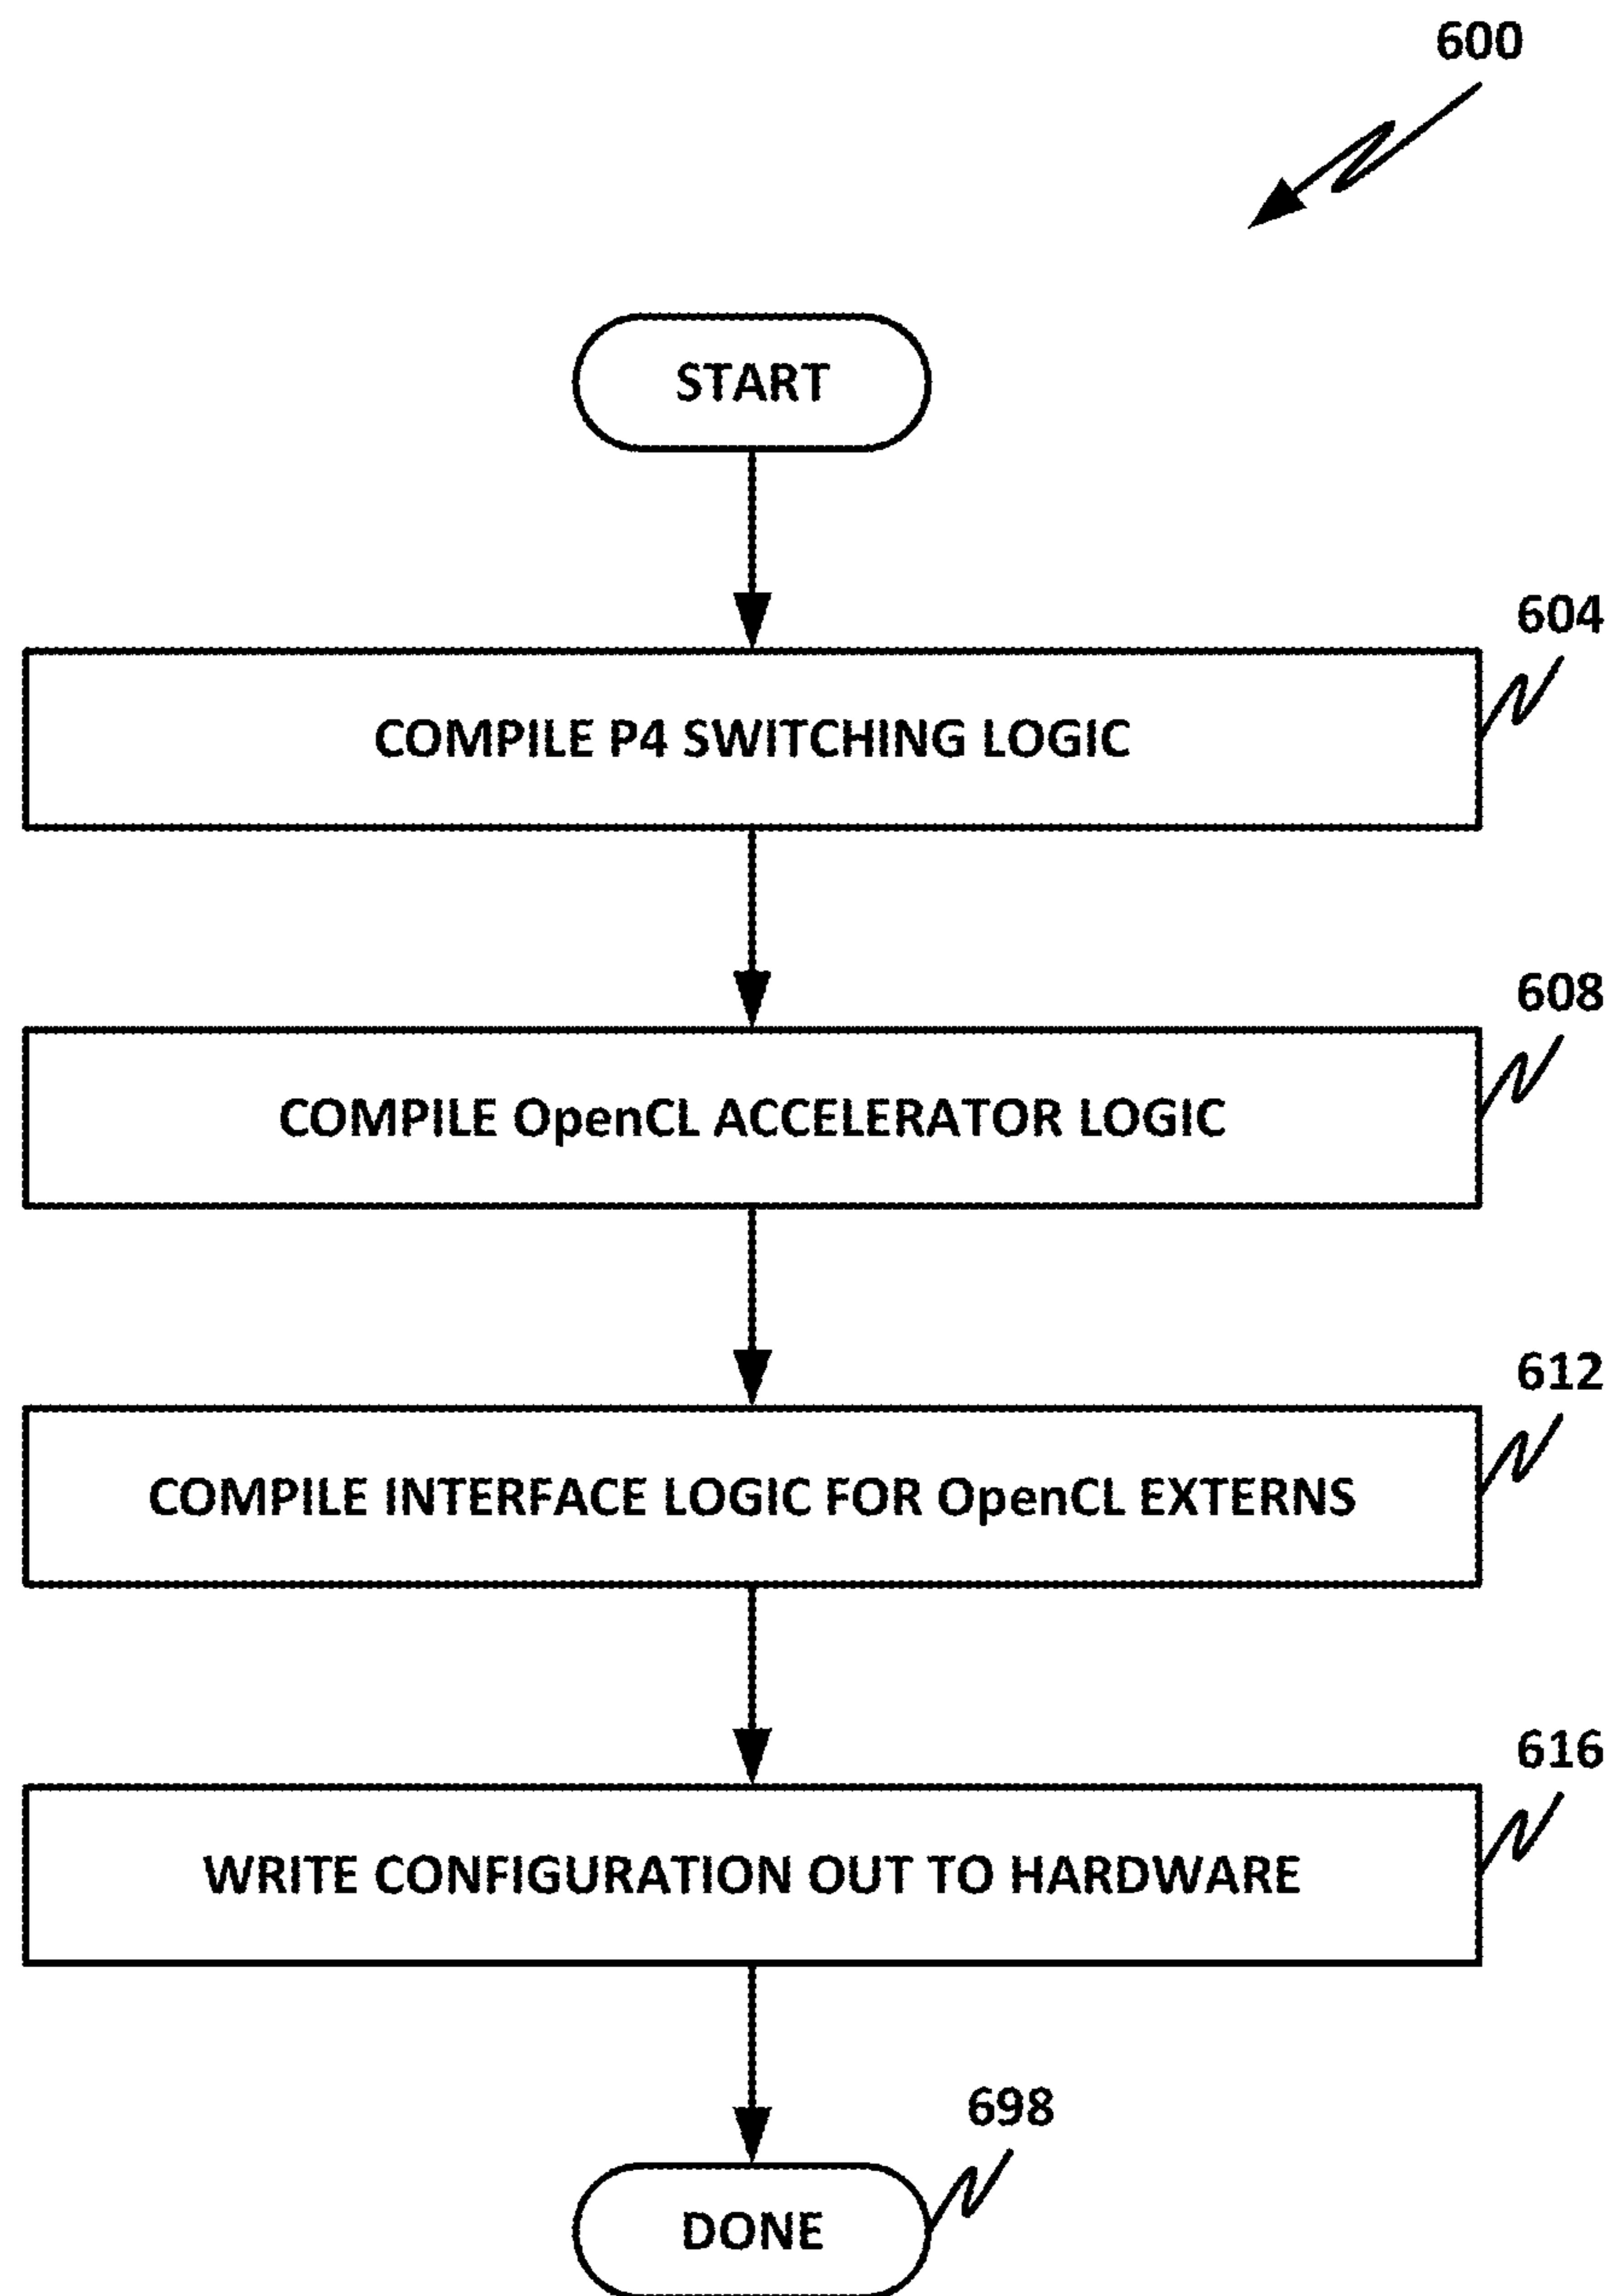 600
START
604
COMPILE P4 SWITCHING LOGIC
608
COMPILE OpenCL ACCELERATOR LOGIC
612
COMPILE INTERFACE LOGIC FOR OpenCL EXTERNS
616
WRITE CONFIGURATION OUT TO HARDWARE
698
DONE